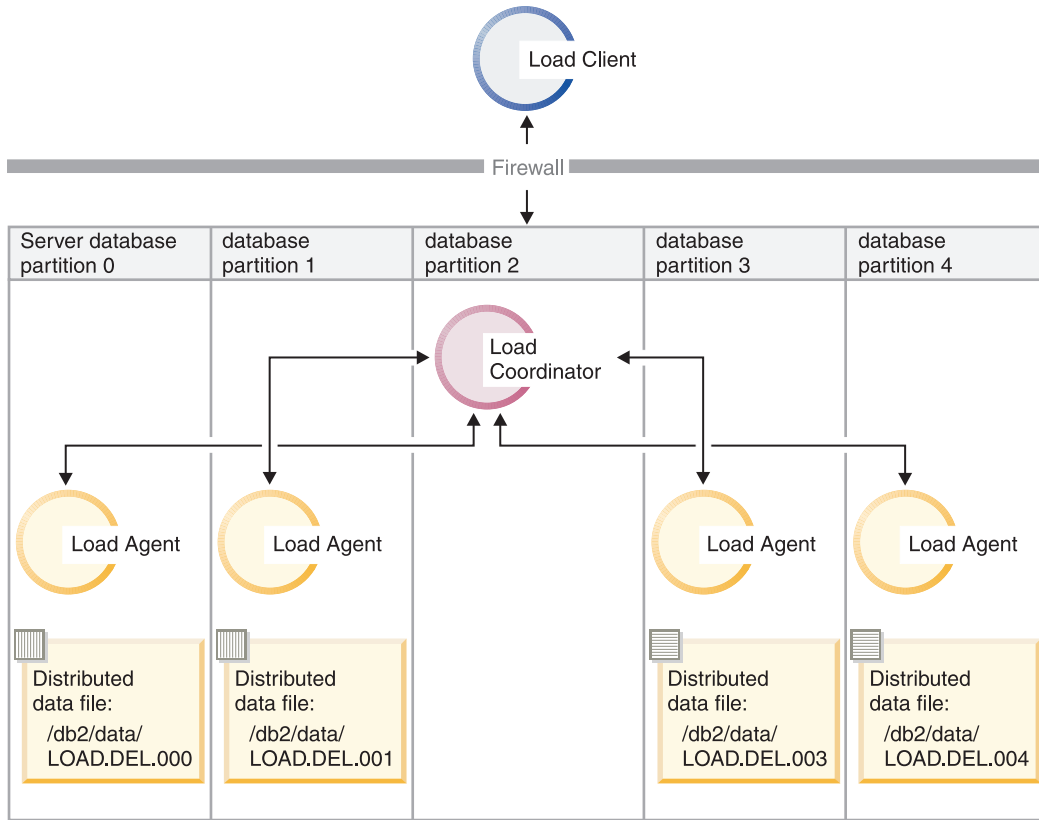 Load Client
Firewall
Server database
partition 0
database
partition 1
database
partition 2
database
partition 3
database
partition 4
Load
Coordinator
Load Agent
Load Agent
Load Agent
Load Agent
Distributed
data file:
/db2/data/
LOAD.DEL.000
Distributed
data file:
/db2/data/
LOAD.DEL.001
Distributed
data file:
/db2/data/
LOAD.DEL.003
Distributed
data file:
/db2/data/
LOAD.DEL.004